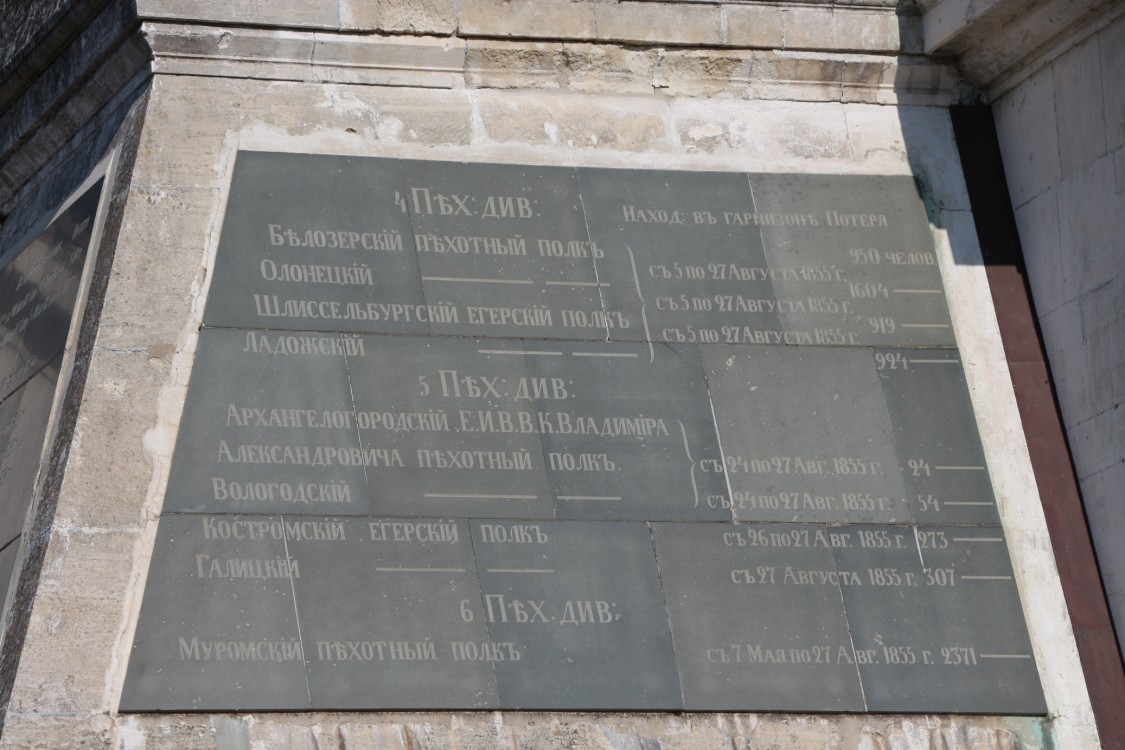 4 Пѣх: див:
Наход: въ гарнизонѣ Потеря
Бѣлозерскій пѣхотный полкъ съ 5 по 27 Августа 1855 г. 950 челов.
Олонецкій — — съ 5 по 27 Августа 1855 г. 1604 —
Шлиссельбургскій егерскій полкъ съ 5 по 27 Августа 1855 г. 919 —
Ладожскій — — 924 —
5 Пѣх: див:
Архангелогородскій Е.И.В.В.К. Владиміра
Александровича пѣхотный полкъ. съ 24 по 27 Авг. 1855 г. 24 —
Вологодскій — — съ 24 по 27 Авг. 1855 г. 54 —
Костромскій егерскій полкъ съ 26 по 27 Авг. 1855 г. 273 —
Галицкій — — съ 27 Августа 1855 г. 307 —
6 Пѣх. див:
Муромскій пѣхотный полкъ съ 7 Мая по 27 Авг. 1855 г. 2371 —